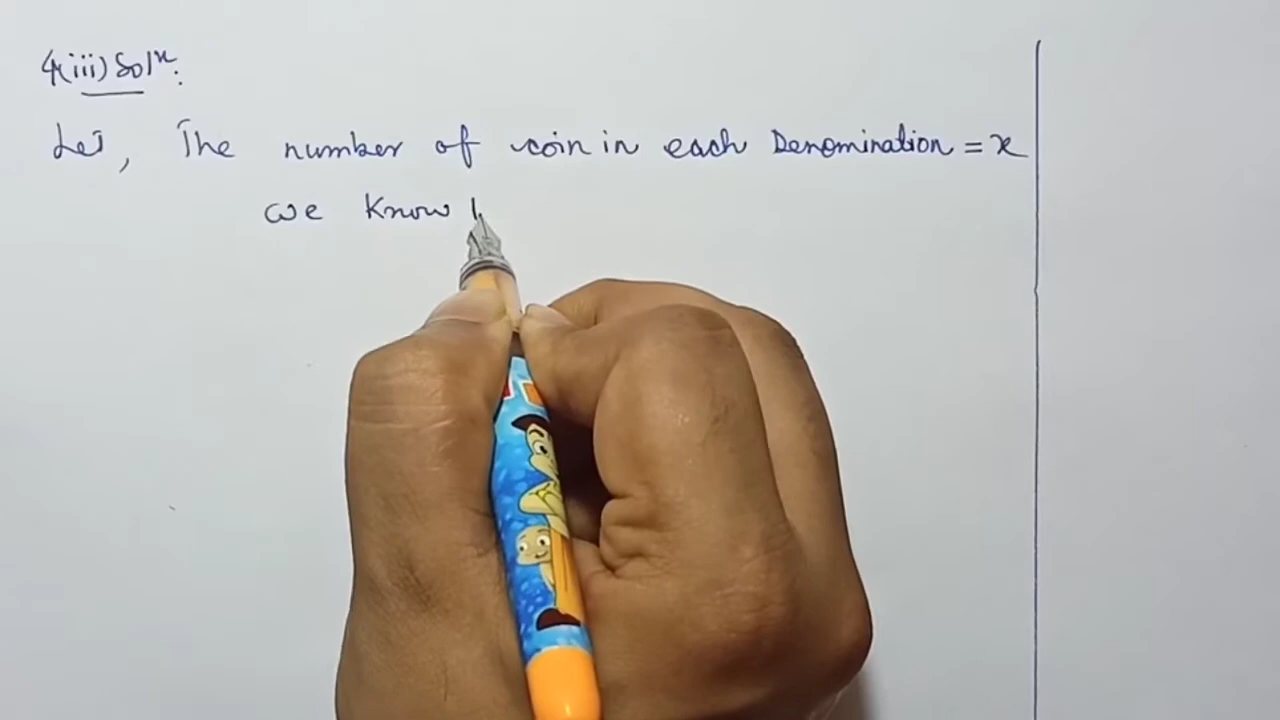 4(iii) Solⁿ:
Let, The number of coin in each Denomination = x
we know